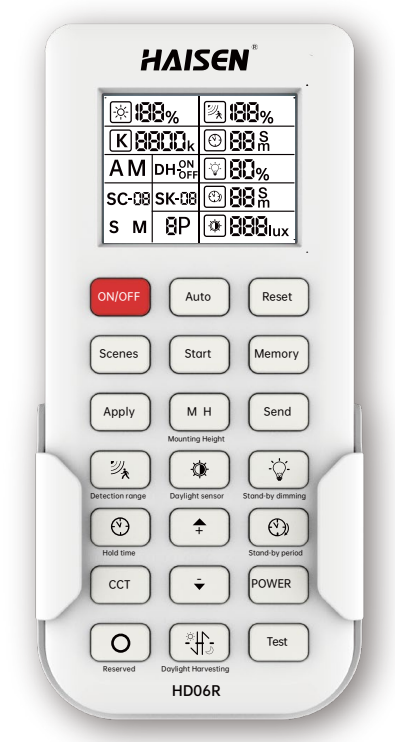 HAISEN®
188% 188%
K 8800k 88 S m
AM DH:ON OFF 80%
SC-08 SK-08 88 S m
S M 8P 888lux
ON/OFF Auto Reset
Scenes Start Memory
Apply M H Send
Mounting Height
Detection range Daylight sensor Stand-by dimming
+
Hold time Stand-by period
CCT - POWER
Test
Reserved Daylight Harvesting
HD06R